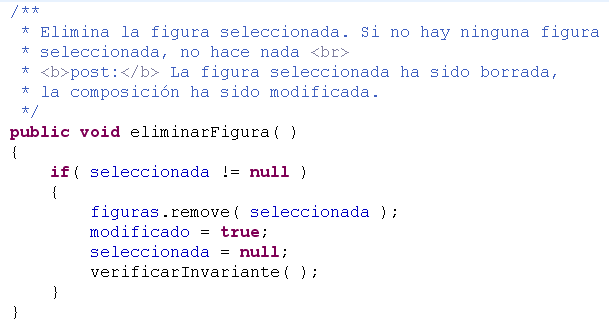 /**
 * Elimina la figura seleccionada. Si no hay ninguna figura
 * seleccionada, no hace nada <br>
 * <b>post:</b> La figura seleccionada ha sido borrada,
 * la composición ha sido modificada.
 */
public void eliminarFigura( )
{
    if( seleccionada != null )
    {
        figuras.remove( seleccionada );
        modificado = true;
        seleccionada = null;
        verificarInvariante( );
    }
}